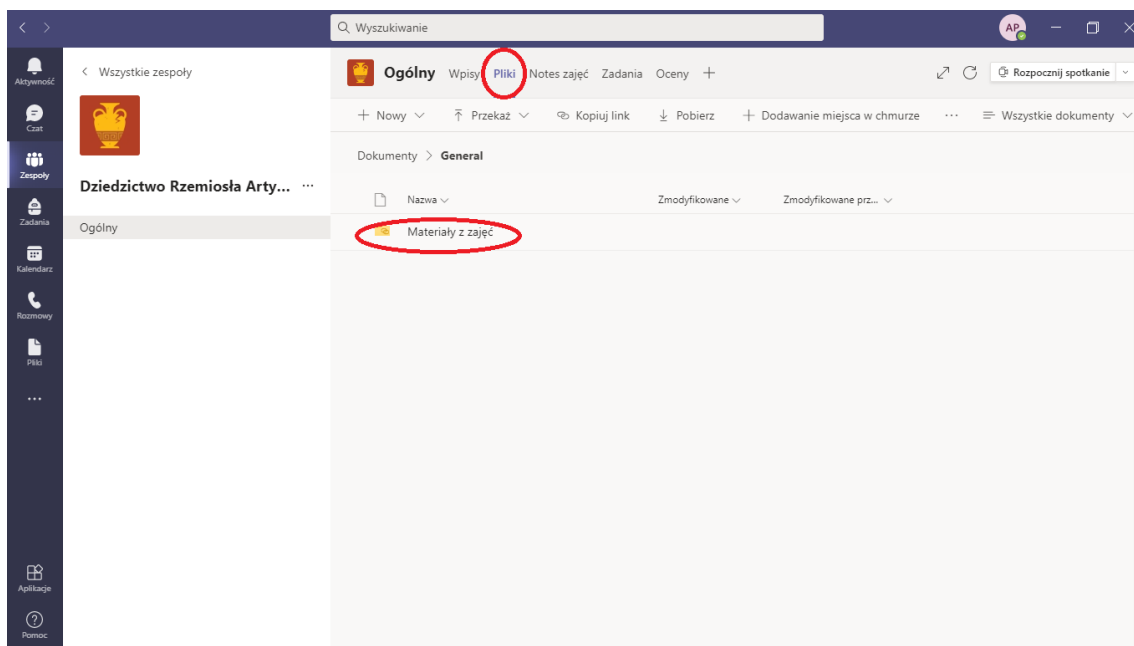 Wyszukiwanie
AP
Aktywność
Czat
Zespoły
Zadania
Kalendarz
Rozmowy
Pliki
Aplikacje
Pomoc
Wszystkie zespoły
Dziedzictwo Rzemiosła Arty... ...
Ogólny
Ogólny Wpisy Pliki Notes zajęć Zadania Oceny + Rozpocznij spotkanie
+ Nowy Przekaż Kopiuj link Pobierz + Dodawanie miejsca w chmurze ... Wszystkie dokumenty
Dokumenty > General
Nazwa Zmodyfikowane Zmodyfikowane prz...
Materiały z zajęć